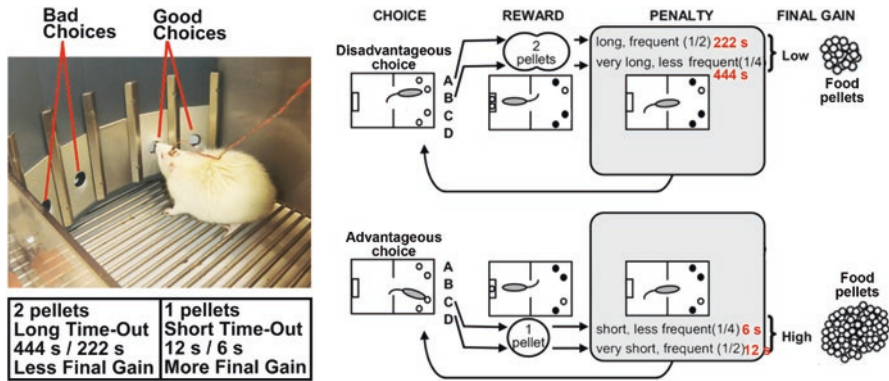 Bad
Choices
Good
Choices
2 pellets
Long Time-Out
444 s / 222 s
Less Final Gain
1 pellets
Short Time-Out
12 s / 6 s
More Final Gain
CHOICE
REWARD
PENALTY
FINAL GAIN
Disadvantageous
choice
A
B
C
D
2
pellets
long, frequent (1/2) 222 s
very long, less frequent(1/4
444 s
Low
Food
pellets
Advantageous
choice
A
B
C
D
1
pellet
short, less frequent(1/4) 6 s
very short, frequent (1/2) 12 s
High
Food
pellets